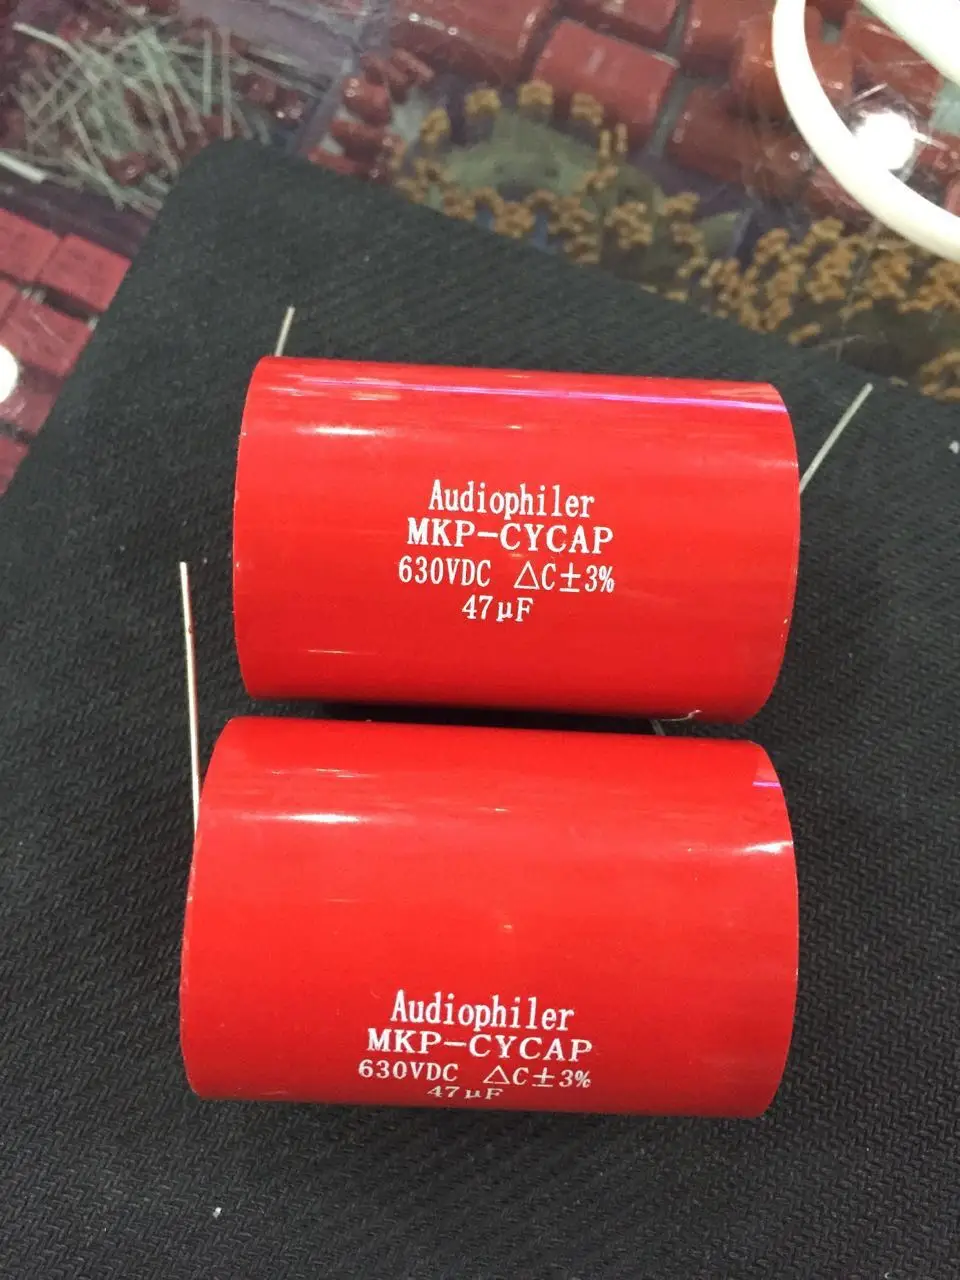 Audiophiler
MKP-CYCAP
630VDC △C±3%
47μF
Audiophiler
MKP-CYCAP
630VDC △C±3%
47μF